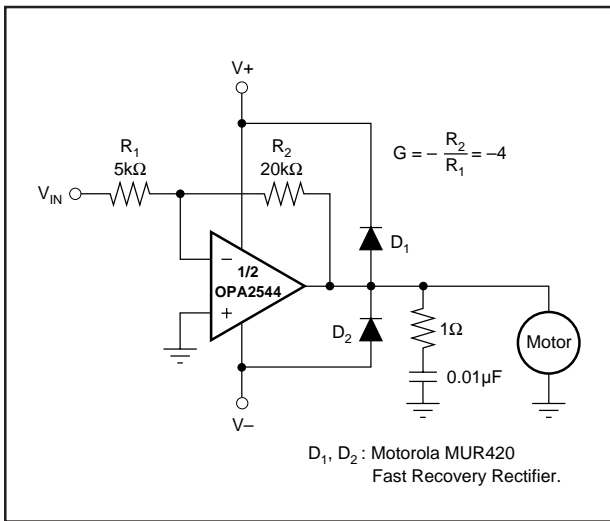 V+
R1
5kΩ
R2
20kΩ
G = – R2/R1 = –4
VIN
D1
–
1/2
OPA2544
+
D2
1Ω
Motor
0.01µF
V–
D1, D2 : Motorola MUR420
Fast Recovery Rectifier.